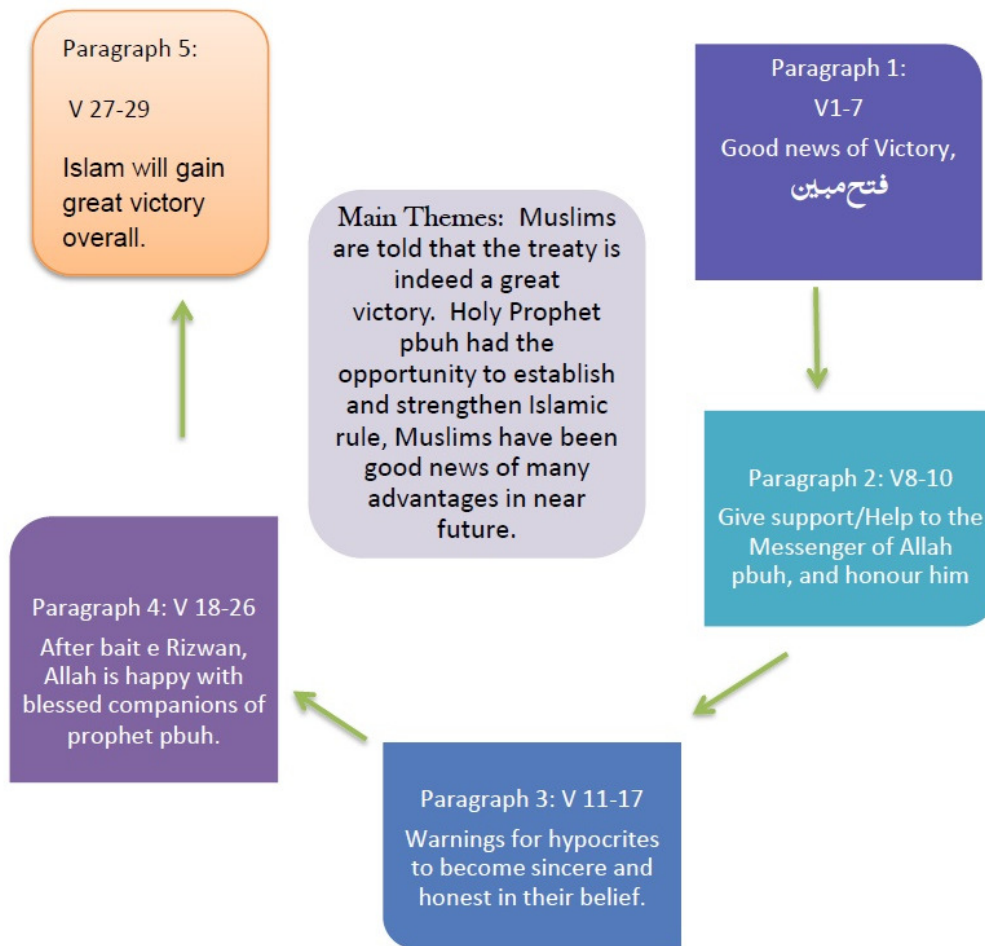 Paragraph 1:
V1-7
Good news of Victory,
فتح مبین
Paragraph 2: V8-10
Give support/Help to the
Messenger of Allah
pbuh, and honour him
Paragraph 3: V 11-17
Warnings for hypocrites
to become sincere and
honest in their belief.
Paragraph 4: V 18-26
After bait e Rizwan,
Allah is happy with
blessed companions of
prophet pbuh.
Paragraph 5:
V 27-29
Islam will gain
great victory
overall.
Main Themes: Muslims
are told that the treaty is
indeed a great
victory. Holy Prophet
pbuh had the
opportunity to establish
and strengthen Islamic
rule, Muslims have been
good news of many
advantages in near
future.